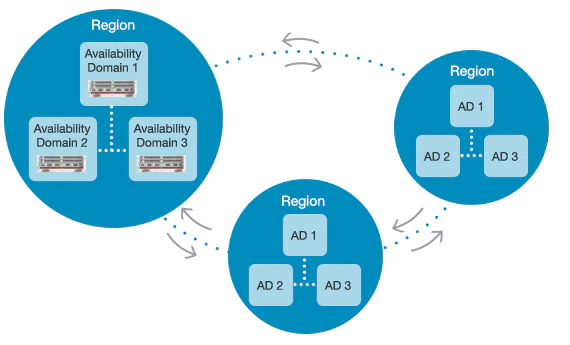 Region
Availability
Domain 1
Availability
Domain 2
Availability
Domain 3
Region
AD 1
AD 2
AD 3
Region
AD 1
AD 2
AD 3